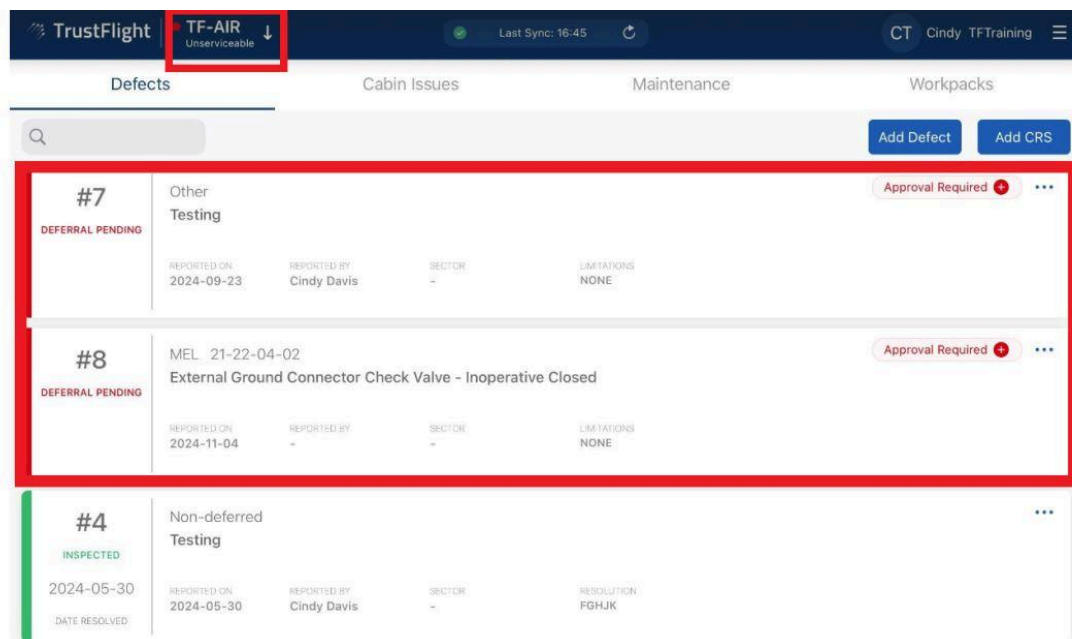 TrustFlight
TF-AIR
Unserviceable
Last Sync: 16:45
CT Cindy TFTraining
Defects Cabin Issues Maintenance Workpacks
Add Defect Add CRS
#7
DEFERRAL PENDING
Other
Testing
Approval Required
REPORTED ON REPORTED BY SECTOR LIMITATIONS
2024-09-23 Cindy Davis - NONE
#8
DEFERRAL PENDING
MEL 21-22-04-02
External Ground Connector Check Valve - Inoperative Closed
Approval Required
REPORTED ON REPORTED BY SECTOR LIMITATIONS
2024-11-04 - - NONE
#4
INSPECTED
2024-05-30
DATE RESOLVED
Non-deferred
Testing
REPORTED ON REPORTED BY SECTOR RESOLUTION
2024-05-30 Cindy Davis - FGHJK